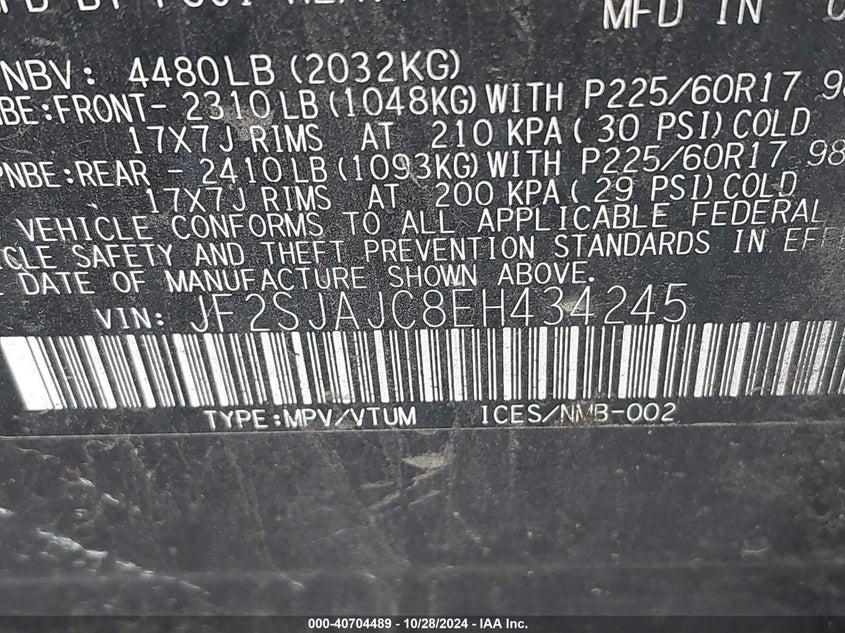 MFD IN
NBV: 4480LB (2032KG)
NBE:FRONT- 2310LB (1048KG) WITH P225/60R17
17X7J RIMS AT 210 KPA (30 PSI) COLD
PNBE:REAR - 2410LB (1093KG) WITH P225/60R17 98
17X7J RIMS AT 200 KPA (29 PSI) COLD
VEHICLE CONFORMS TO ALL APPLICABLE FEDERAL
SAFETY AND THEFT PREVENTION STANDARDS IN
DATE OF MANUFACTURE SHOWN ABOVE.
VIN: JF2SJAJC8EH434245
TYPE:MPV/VTUM ICES/NMB-002
000-40704489 | 10/28/2024 - IAA Inc.